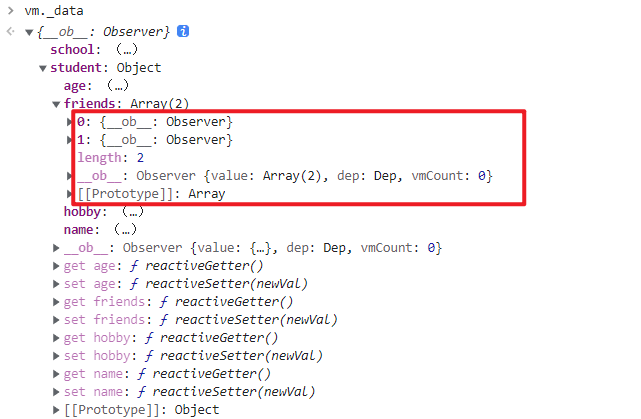 > vm._data
< ▼{__ob__: Observer} i
school: (…)
▼student: Object
age: (…)
▼friends: Array(2)
▶0: {__ob__: Observer}
▶1: {__ob__: Observer}
length: 2
▶__ob__: Observer {value: Array(2), dep: Dep, vmCount: 0}
▶[[Prototype]]: Array
hobby: (…)
name: (…)
▶__ob__: Observer {value: {…}, dep: Dep, vmCount: 0}
▶get age: ƒ reactiveGetter()
▶set age: ƒ reactiveSetter(newVal)
▶get friends: ƒ reactiveGetter()
▶set friends: ƒ reactiveSetter(newVal)
▶get hobby: ƒ reactiveGetter()
▶set hobby: ƒ reactiveSetter(newVal)
▶get name: ƒ reactiveGetter()
▶set name: ƒ reactiveSetter(newVal)
▶[[Prototype]]: Object